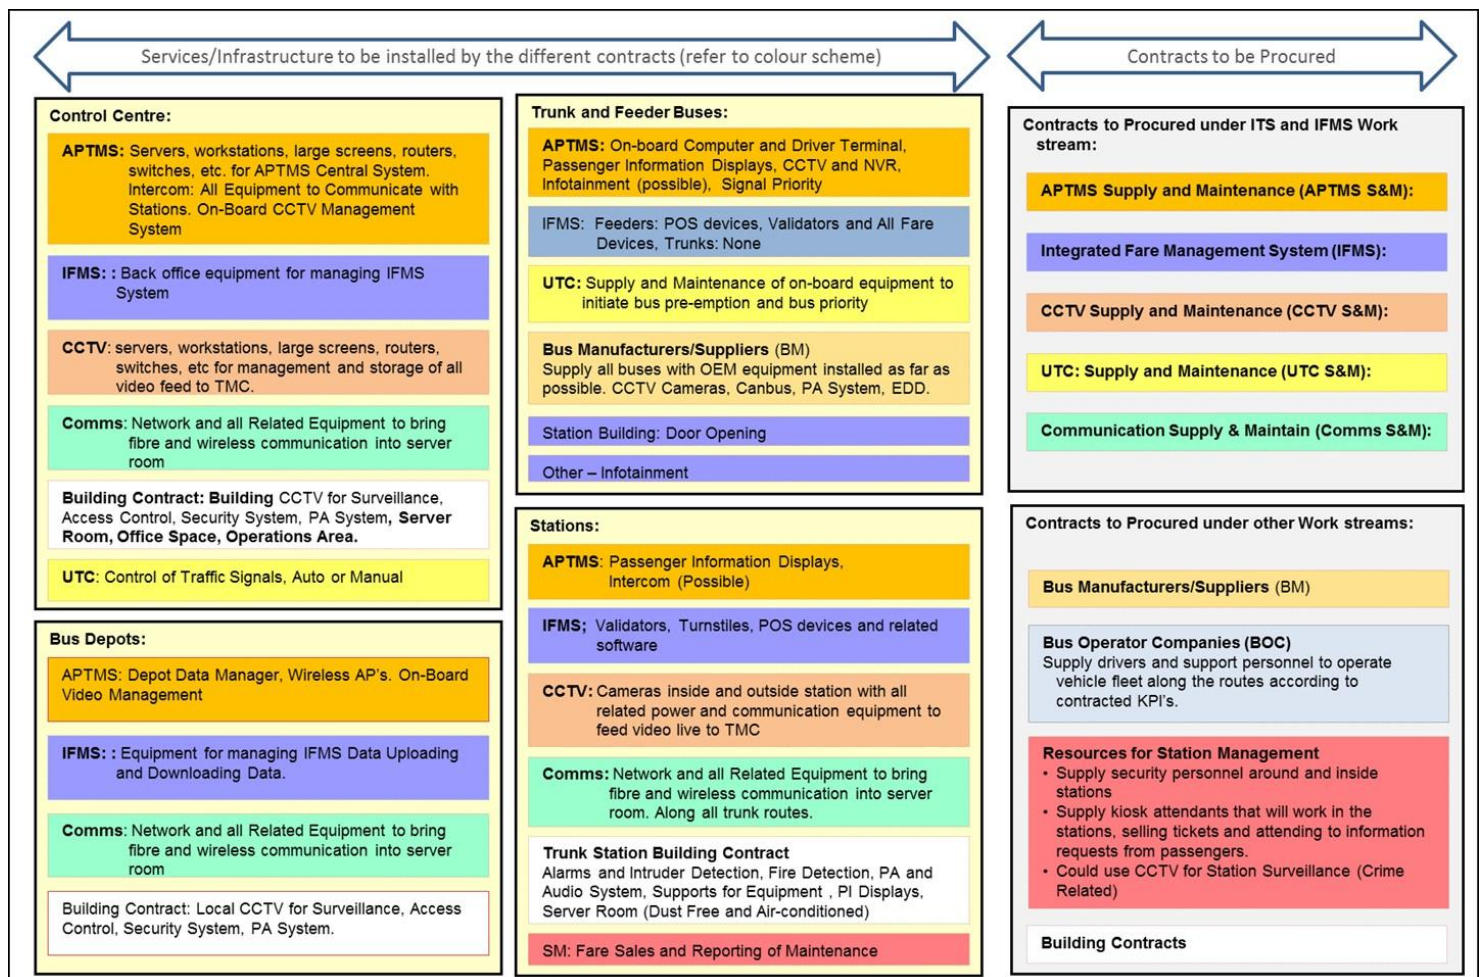 Services/Infrastructure to be installed by the different contracts (refer to colour scheme)
Contracts to be Procured
Control Centre:
APTMS: Servers, workstations, large screens, routers,
switches, etc. for APTMS Central System.
Intercom: All Equipment to Communicate with
Stations. On-Board CCTV Management
System
IFMS: : Back office equipment for managing IFMS
System
CCTV: servers, workstations, large screens, routers,
switches, etc for management and storage of all
video feed to TMC.
Comms: Network and all Related Equipment to bring
fibre and wireless communication into server
room
Building Contract: Building CCTV for Surveillance,
Access Control, Security System, PA System, Server
Room, Office Space, Operations Area.
UTC: Control of Traffic Signals, Auto or Manual
Bus Depots:
APTMS: Depot Data Manager, Wireless AP's. On-Board
Video Management
IFMS: : Equipment for managing IFMS Data Uploading
and Downloading Data.
Comms: Network and all Related Equipment to bring
fibre and wireless communication into server
room
Building Contract: Local CCTV for Surveillance, Access
Control, Security System, PA System.
Trunk and Feeder Buses:
APTMS: On-board Computer and Driver Terminal,
Passenger Information Displays, CCTV and NVR,
Infotainment (possible), Signal Priority
IFMS: Feeders: POS devices, Validators and All Fare
Devices, Trunks: None
UTC: Supply and Maintenance of on-board equipment to
initiate bus pre-emption and bus priority
Bus Manufacturers/Suppliers (BM)
Supply all buses with OEM equipment installed as far as
possible. CCTV Cameras, Canbus, PA System, EDD.
Station Building: Door Opening
Other – Infotainment
Stations:
APTMS: Passenger Information Displays,
Intercom (Possible)
IFMS; Validators, Turnstiles, POS devices and related
software
CCTV: Cameras inside and outside station with all
related power and communication equipment to
feed video live to TMC
Comms: Network and all Related Equipment to bring
fibre and wireless communication into server
room. Along all trunk routes.
Trunk Station Building Contract
Alarms and Intruder Detection, Fire Detection, PA and
Audio System, Supports for Equipment , PI Displays,
Server Room (Dust Free and Air-conditioned)
SM: Fare Sales and Reporting of Maintenance
Contracts to Procured under ITS and IFMS Work
stream:
APTMS Supply and Maintenance (APTMS S&M):
Integrated Fare Management System (IFMS):
CCTV Supply and Maintenance (CCTV S&M):
UTC: Supply and Maintenance (UTC S&M):
Communication Supply & Maintain (Comms S&M):
Contracts to Procured under other Work streams:
Bus Manufacturers/Suppliers (BM)
Bus Operator Companies (BOC)
Supply drivers and support personnel to operate
vehicle fleet along the routes according to
contracted KPI's.
Resources for Station Management
• Supply security personnel around and inside
stations
• Supply kiosk attendants that will work in the
stations, selling tickets and attending to information
requests from passengers.
• Could use CCTV for Station Surveillance (Crime
Related)
Building Contracts